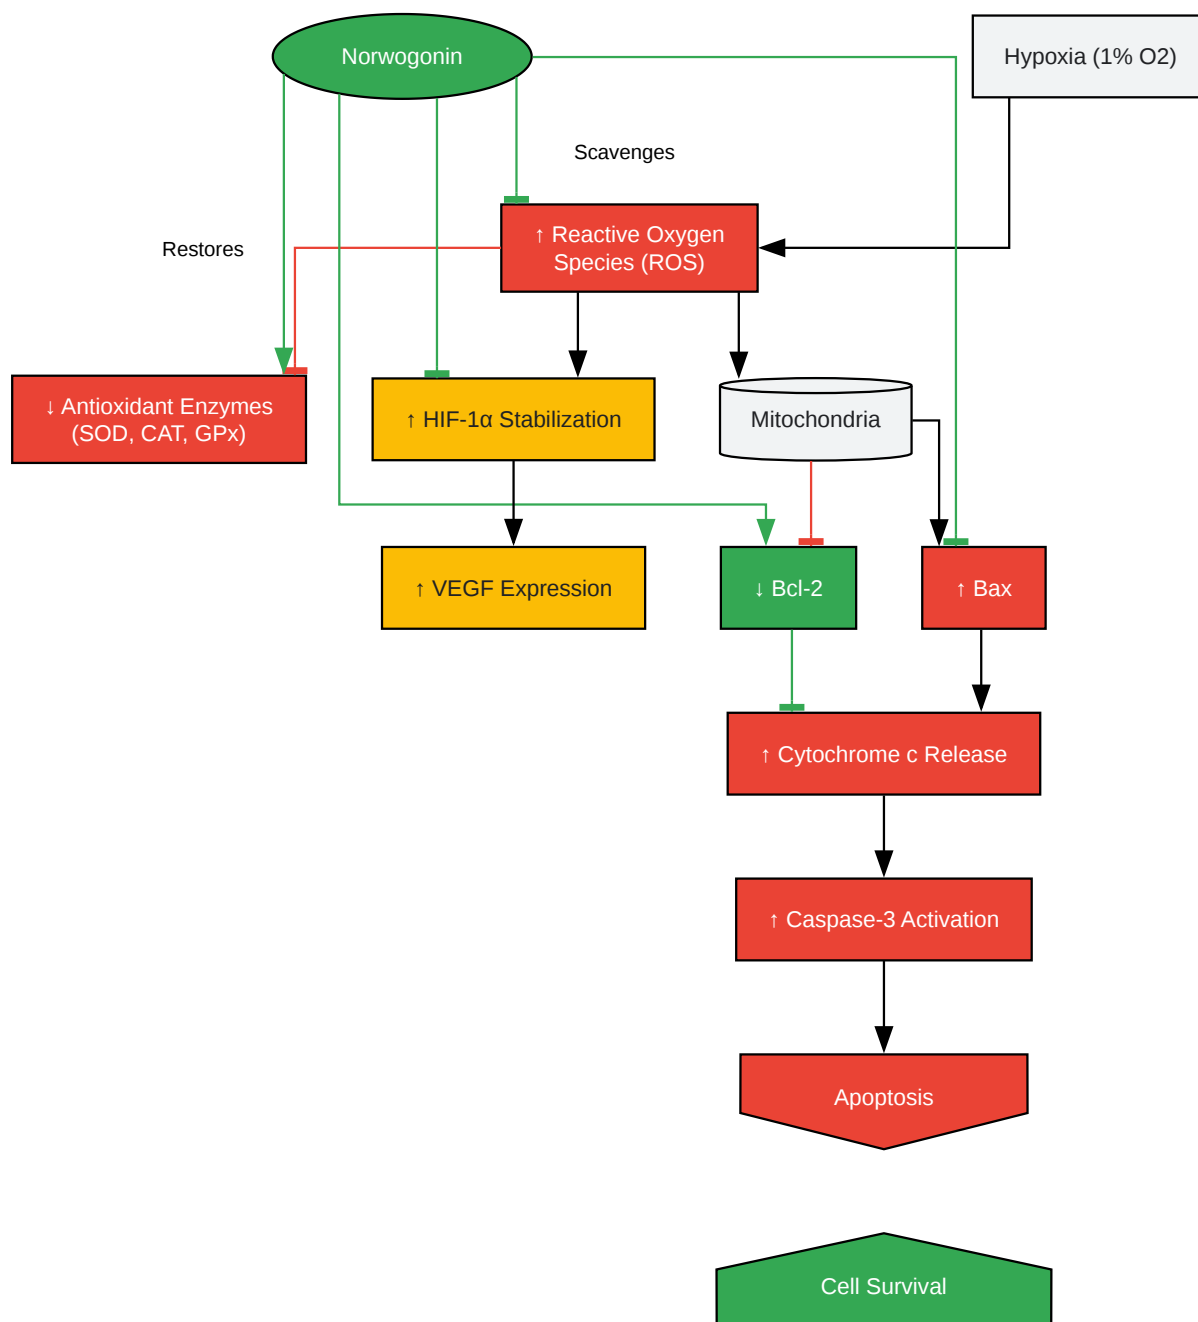 Norwogonin
Hypoxia (1% O2)
Scavenges
Restores
↑ Reactive Oxygen
Species (ROS)
↓ Antioxidant Enzymes
(SOD, CAT, GPx)
↑ HIF-1α Stabilization
Mitochondria
↑ VEGF Expression
↓ Bcl-2
↑ Bax
↑ Cytochrome c Release
↑ Caspase-3 Activation
Apoptosis
Cell Survival